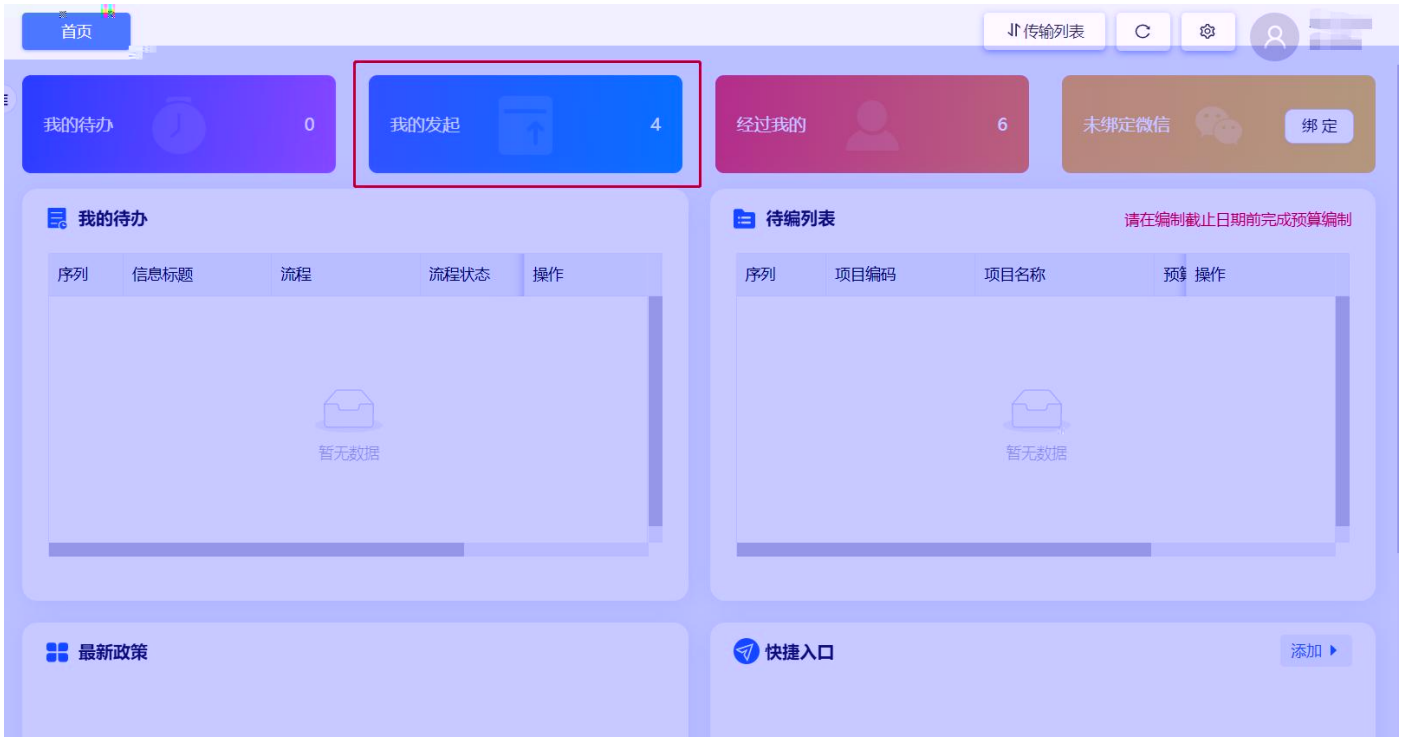 首页
传输列表
我的待办 0
我的发起 4
经过我的 6
未绑定微信 绑 定
我的待办
序列 信息标题 流程 流程状态 操作
暂无数据
待编列表 请在编制截止日期前完成预算编制
序列 项目编码 项目名称 预算 操作
暂无数据
最新政策
快捷入口 添加